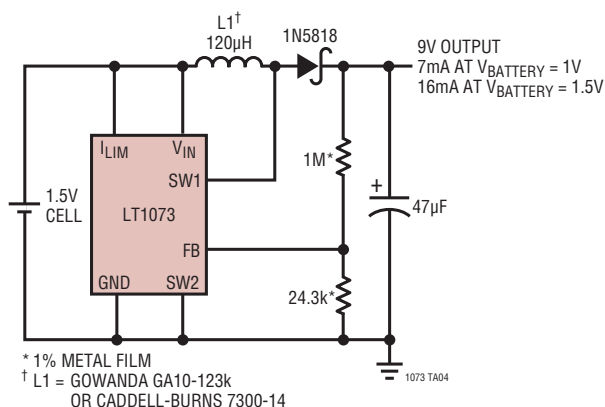 L1†
120µH
1N5818
9V OUTPUT
7mA AT VBATTERY = 1V
16mA AT VBATTERY = 1.5V
ILIM
VIN
SW1
1M*
1.5V
CELL
LT1073
+
47µF
FB
GND
SW2
24.3k*
* 1% METAL FILM
† L1 = GOWANDA GA10-123k
OR CADDELL-BURNS 7300-14
1073 TA04